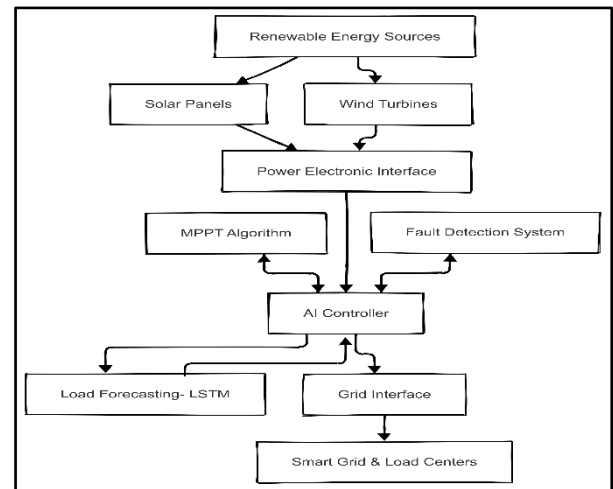 Renewable Energy Sources
Solar Panels
Wind Turbines
Power Electronic Interface
MPPT Algorithm
Fault Detection System
AI Controller
Load Forecasting- LSTM
Grid Interface
Smart Grid & Load Centers